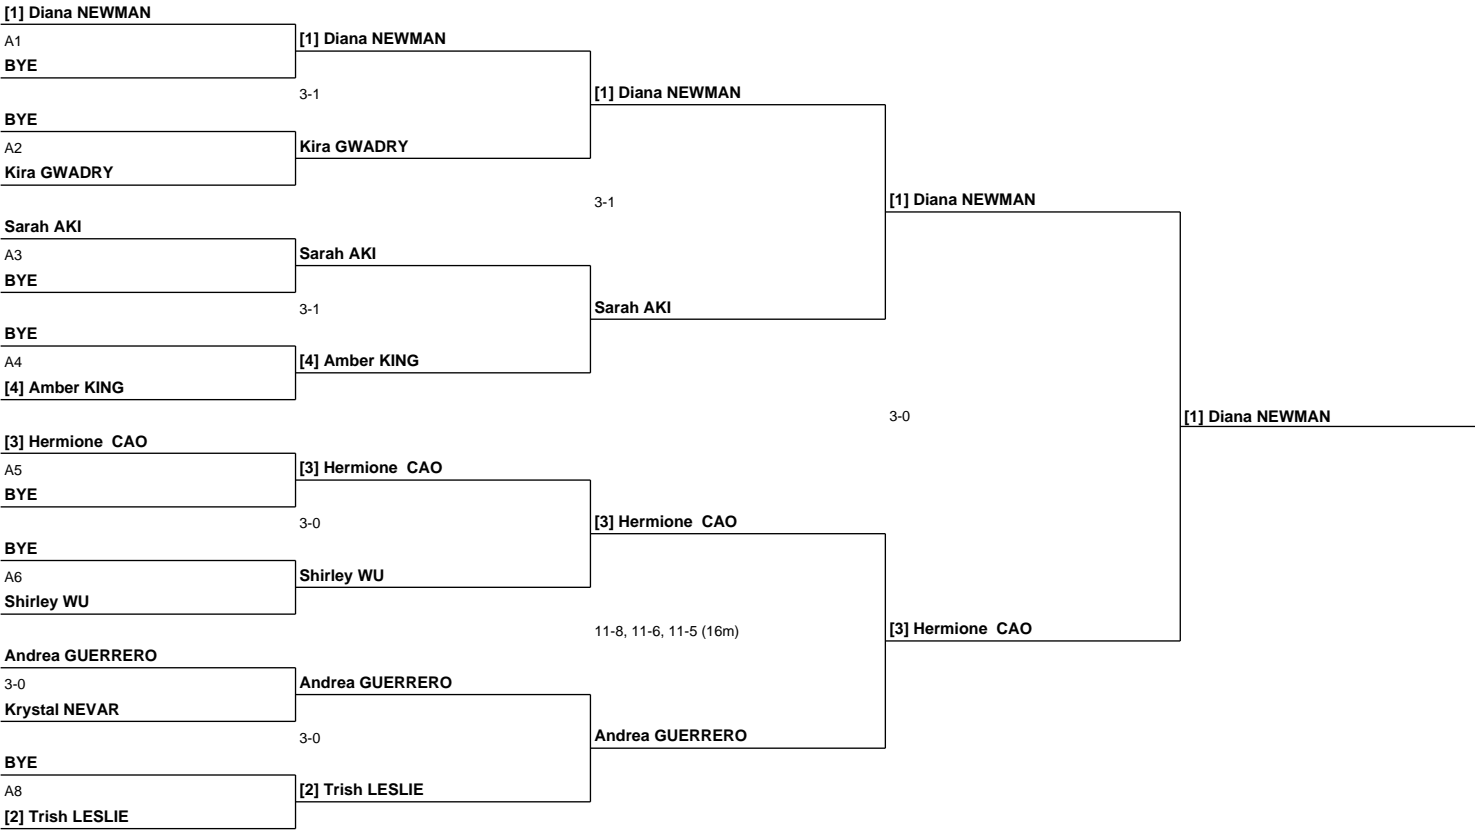 [1] Diana NEWMAN
A1
BYE
BYE
A2
Kira GWADRY
Sarah AKI
A3
BYE
BYE
A4
[4] Amber KING
[3] Hermione  CAO
A5
BYE
BYE
A6
Shirley WU
Andrea GUERRERO
3-0
Krystal NEVAR
BYE
A8
[2] Trish LESLIE
[1] Diana NEWMAN
3-1
Kira GWADRY
Sarah AKI
3-1
[4] Amber KING
[3] Hermione  CAO
3-0
Shirley WU
Andrea GUERRERO
3-0
[2] Trish LESLIE
[1] Diana NEWMAN
3-1
Sarah AKI
[3] Hermione  CAO
11-8, 11-6, 11-5 (16m)
Andrea GUERRERO
[1] Diana NEWMAN
3-0
[3] Hermione  CAO
[1] Diana NEWMAN